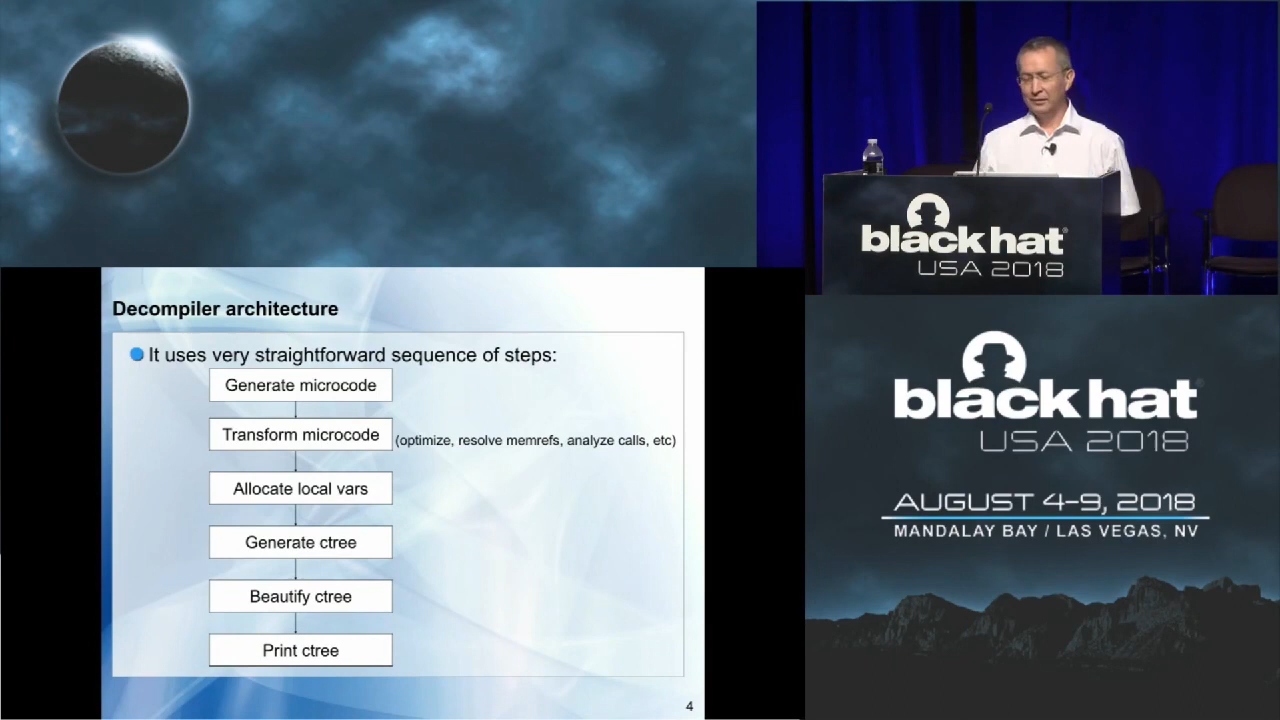 black hat
USA 2018
Decompiler architecture
It uses very straightforward sequence of steps:
Generate microcode
Transform microcode
(optimize, resolve memrefs, analyze calls, etc)
Allocate local vars
Generate ctree
Beautify ctree
Print ctree
4
black hat
USA 2018
AUGUST 4-9, 2018
MANDALAY BAY / LAS VEGAS, NV